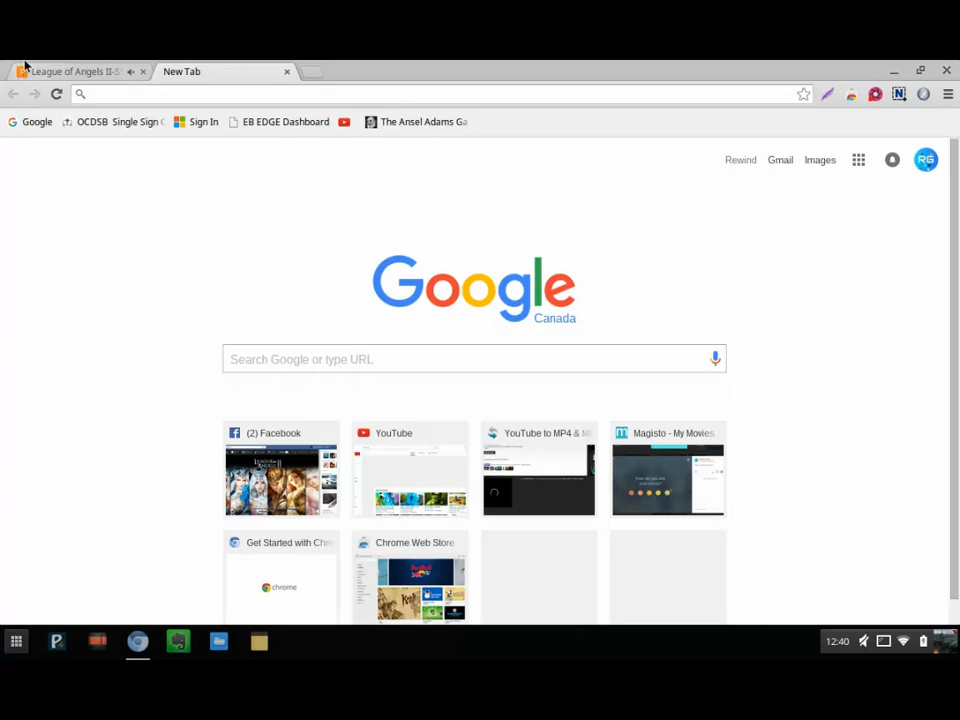 League of Angels II-S
New Tab
Google
OCDSB Single Sign
Sign In
EB EDGE Dashboard
The Ansel Adams Ga
Rewind
Gmail
Images
RG
Google
Canada
Search Google or type URL
(2) Facebook
YouTube
YouTube to MP4 & M
Magisto - My Movies
Get Started with Chro
Chrome Web Store
chrome
12:40